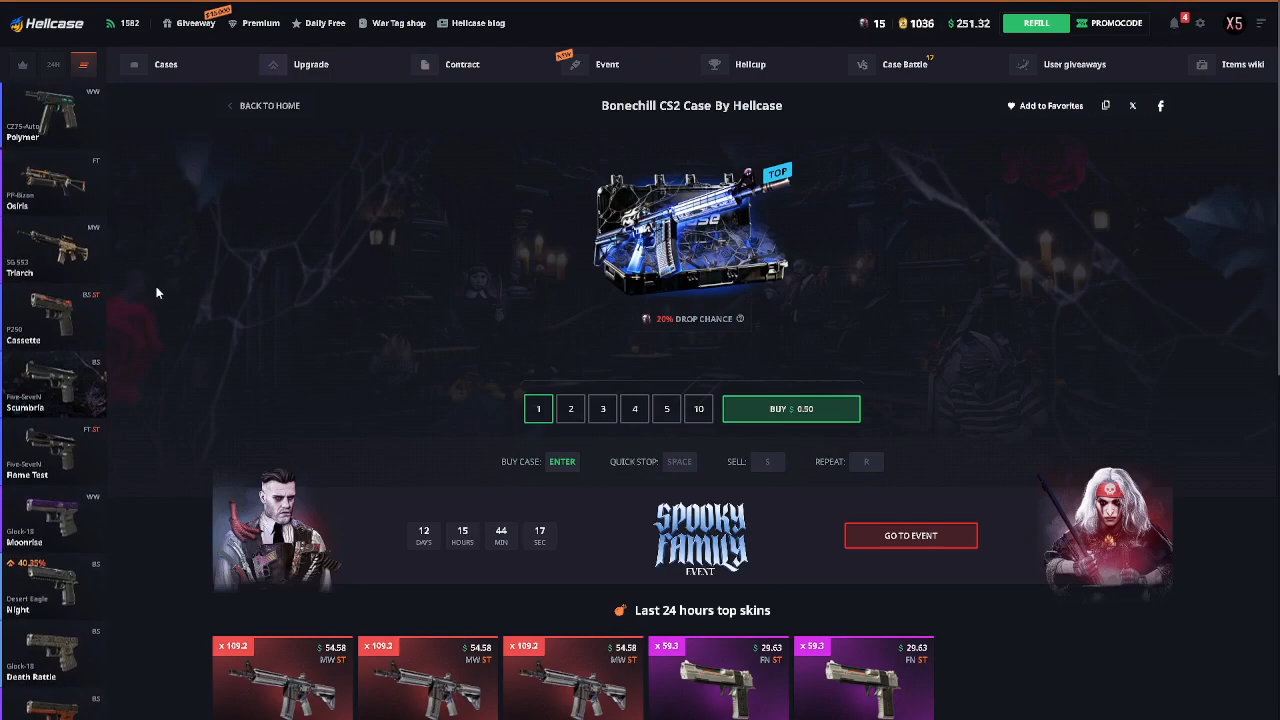 HELLCASE
1582
Giveaway
$15000
Premium
Daily Free
War Tag shop
Hellcase blog
15
1036
$ 251.32
REFILL
PROMOCODE
4
X5
24H
Cases
Upgrade
Contract
NEW
Event
Hellcup
VS
Case Battle
17
User giveaways
Items wiki
BACK TO HOME
Bonechill CS2 Case By Hellcase
Add to Favorites
WW
CZ75-Auto
Polymer
FT
PP-Bizon
Osiris
MW
SG 553
Triarch
BS ST
P250
Cassette
BS
Five-SeveN
Scumbria
FT ST
Five-SeveN
Flame Test
WW
Glock-18
Moonrise
40.35%
BS
Desert Eagle
Night
BS
Glock-18
Death Rattle
BS
TOP
20% DROP CHANCE
1 2 3 4 5 10
BUY $ 0.50
BUY CASE: ENTER
QUICK STOP: SPACE
SELL: S
REPEAT: R
12 15 44 17
DAYS HOURS MIN SEC
SPOOKY
FAMILY
EVENT
GO TO EVENT
Last 24 hours top skins
x 109.2
$ 54.58
MW ST
x 109.2
$ 54.58
MW ST
x 109.2
$ 54.58
MW ST
x 59.3
$ 29.63
FN ST
x 59.3
$ 29.63
FN ST